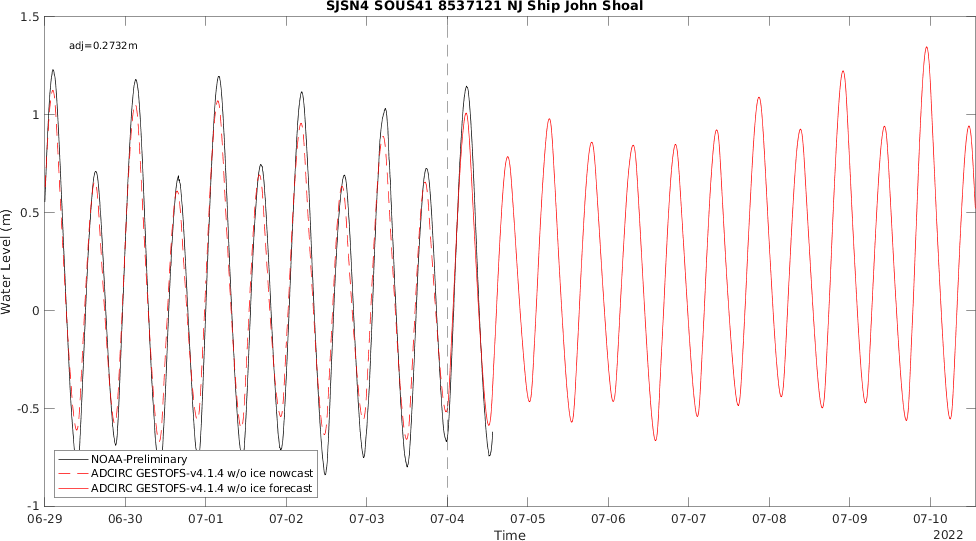 SJSN4 SOUS41 8537121 NJ Ship John Shoal
1.5
adj=0.2732m
1
0.5
Water Level (m)
0
-0.5
NOAA-Preliminary
ADCIRC GESTOFS-v4.1.4 w/o ice nowcast
ADCIRC GESTOFS-v4.1.4 w/o ice forecast
-1
06-29 06-30 07-01 07-02 07-03 07-04 07-05 07-06 07-07 07-08 07-09 07-10
Time
2022